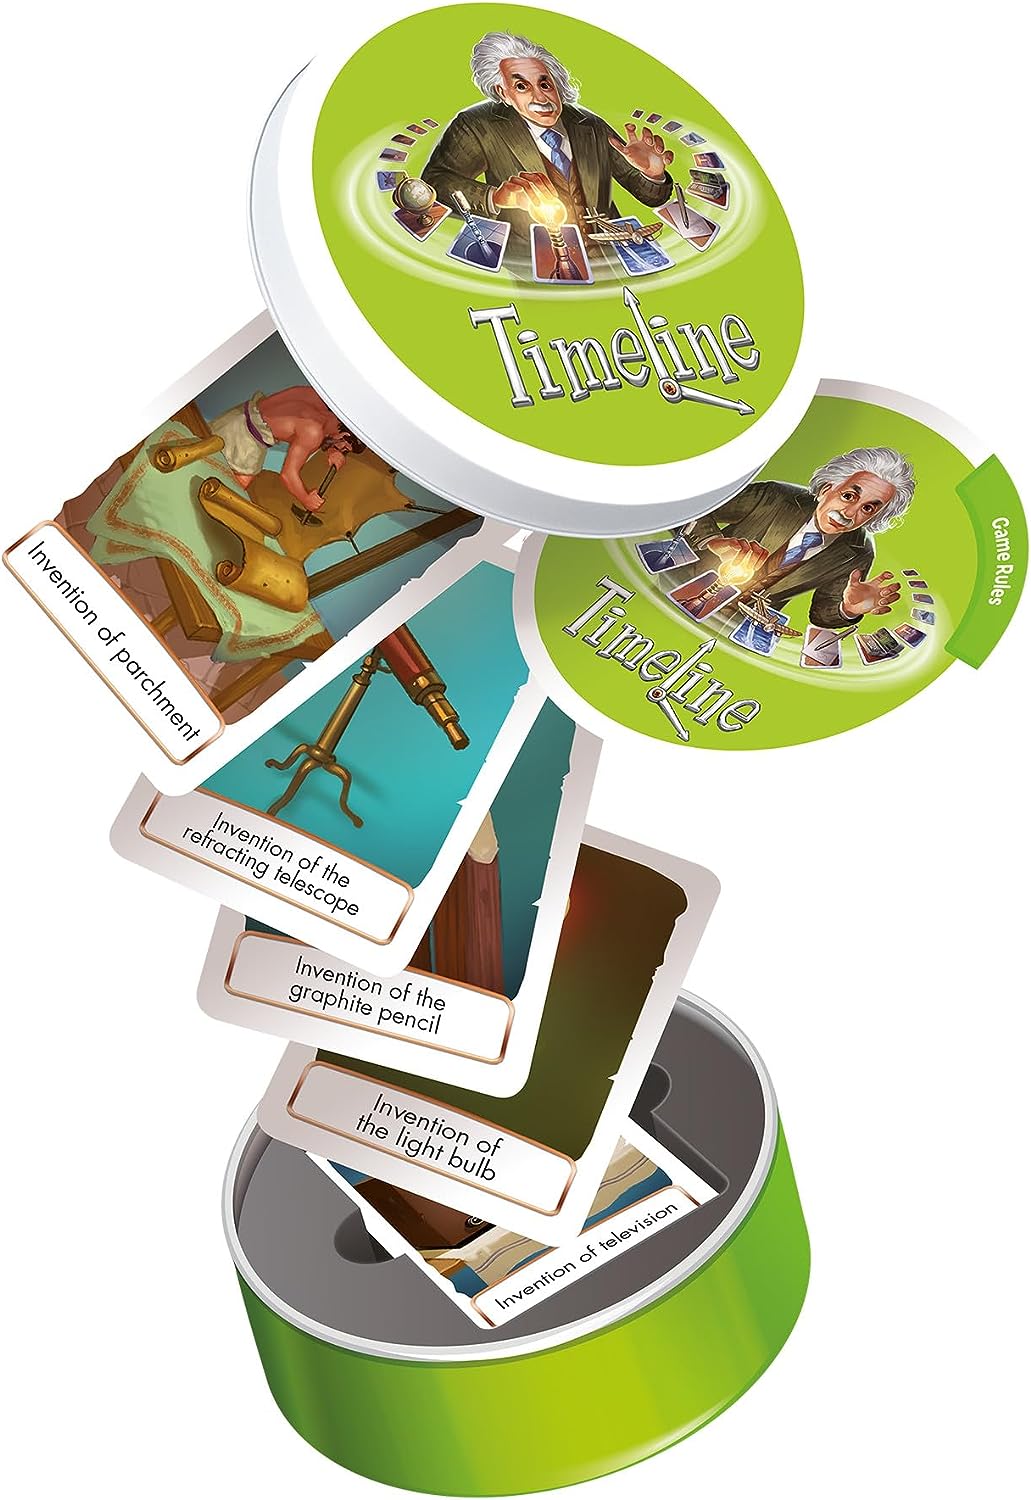 Timeline
Game Rules
Timeline
Invention of parchment
Invention of the
refracting telescope
Invention of the
graphite pencil
Invention of
the light bulb
Invention of television